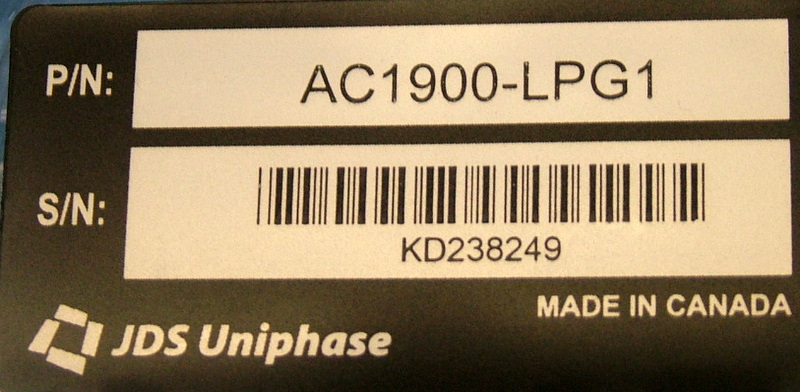 P/N: AC1900-LPG1
S/N: KD238249
MADE IN CANADA
JDS Uniphase